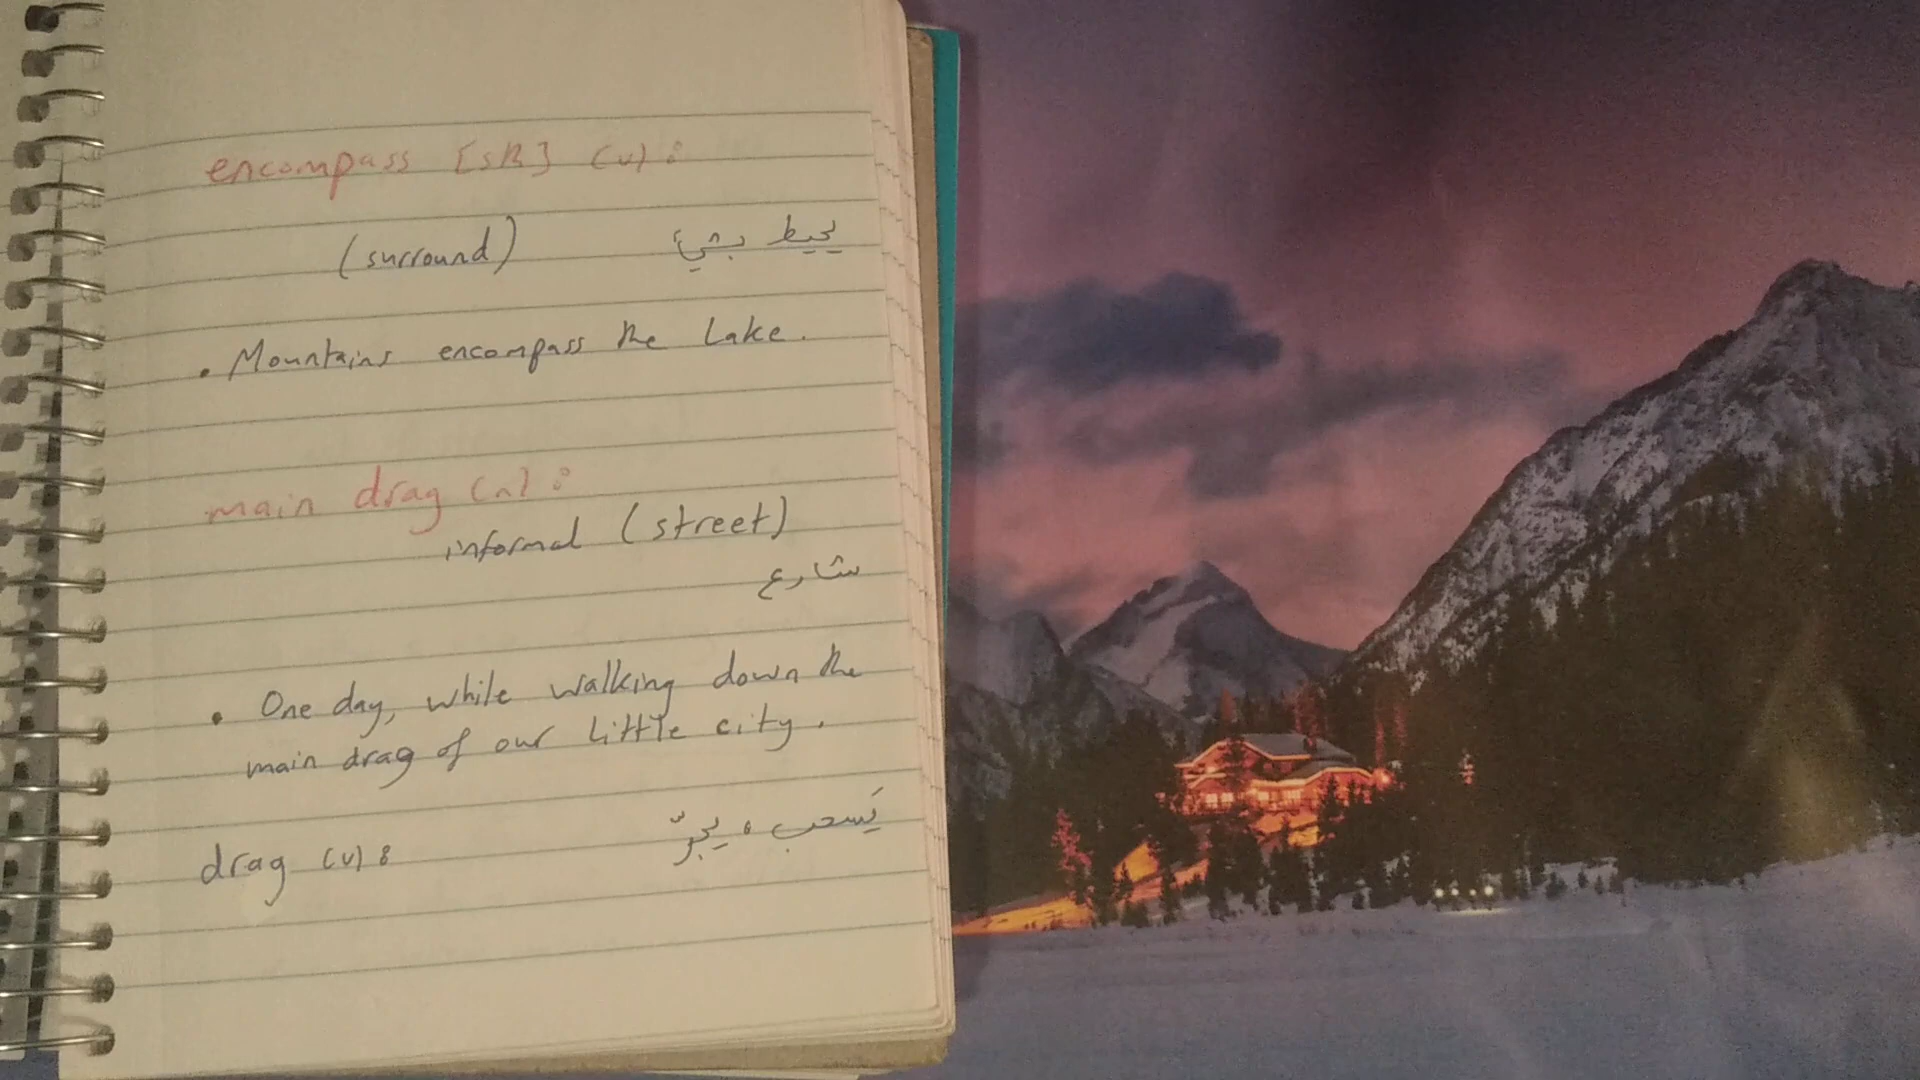 encompass [sth] (v):
(surround) يحيط بشيء
• Mountains encompass the Lake.
main drag (n):
informal (street)
شارع
• One day, while walking down the
main drag of our little city.
drag (v): يَسحب ، يجرّ